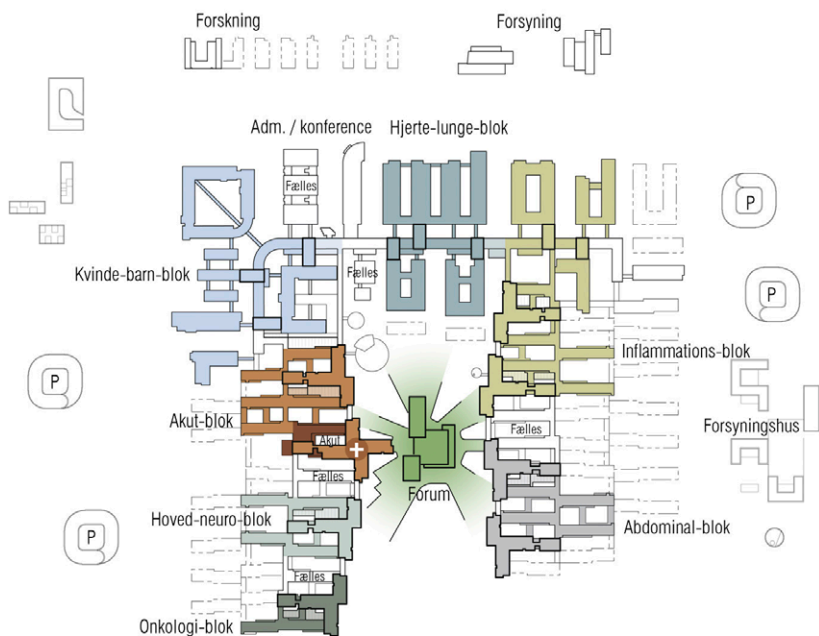 Forskning
Forsyning
Adm. / konference
Hjerte-lunge-blok
Fælles
P
Kvinde-barn-blok
Fælles
P
Inflammations-blok
P
Akut-blok
Akut
Fælles
Forsyningshus
Fælles
Forum
P
Hoved-neuro-blok
Abdominal-blok
Fælles
Onkologi-blok